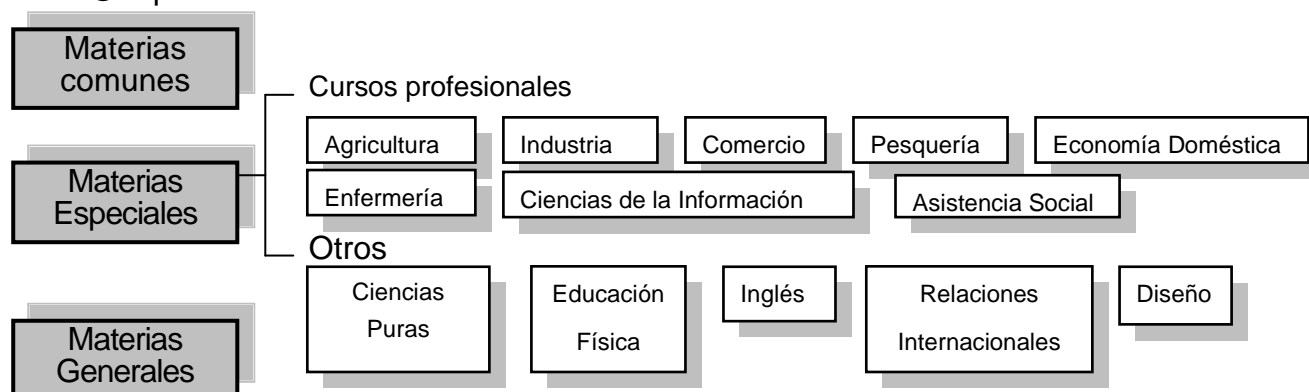 Materias
comunes
Cursos profesionales
Agricultura
Industria
Comercio
Pesquería
Economía Doméstica
Materias
Especiales
Enfermería
Ciencias de la Información
Asistencia Social
Otros
Ciencias
Puras
Educación
Física
Inglés
Relaciones
Internacionales
Diseño
Materias
Generales